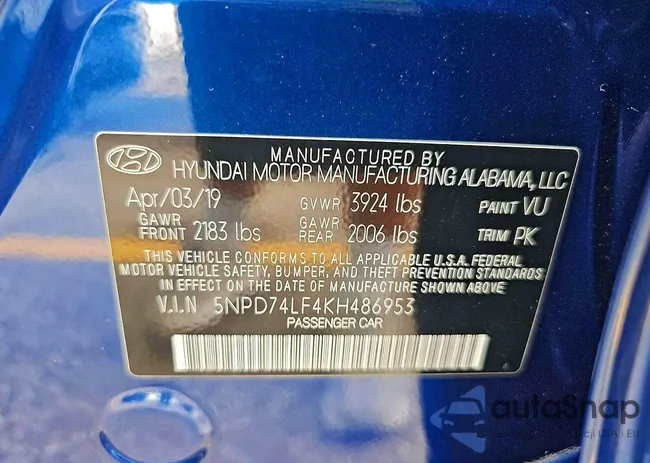 MANUFACTURED BY
HYUNDAI MOTOR MANUFACTURING ALABAMA, LLC
Apr/03/19 GVWR 3924 lbs PAINT VU
GAWR FRONT 2183 lbs GAWR REAR 2006 lbs TRIM PK
THIS VEHICLE CONFORMS TO ALL APPLICABLE U.S.A. FEDERAL
MOTOR VEHICLE SAFETY, BUMPER, AND THEFT PREVENTION STANDARDS
IN EFFECT ON THE DATE OF MANUFACTURE SHOWN ABOVE.
V.I.N 5NPD74LF4KH486953
PASSENGER CAR
autoSnap
USA i EU